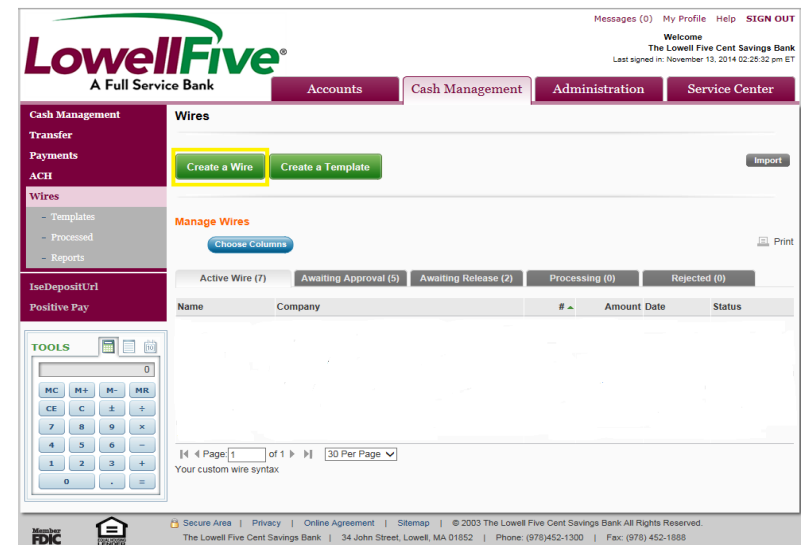 Messages (0) My Profile Help SIGN OUT
Welcome
The Lowell Five Cent Savings Bank
Last signed in: November 13, 2014 02:25:32 pm ET
LowellFive®
A Full Service Bank
Accounts Cash Management Administration Service Center
Cash Management
Transfer
Payments
ACH
Wires
- Templates
- Processed
- Reports
IseDepositUrl
Positive Pay
Wires
Create a Wire Create a Template Import
Manage Wires
Choose Columns Print
Active Wire (7) Awaiting Approval (5) Awaiting Release (2) Processing (0) Rejected (0)
Name Company # Amount Date Status
TOOLS
0
MC M+ M- MR
CE C ± ÷
7 8 9 ×
4 5 6 −
1 2 3 +
0 . =
Page: 1 of 1 30 Per Page
Your custom wire syntax
Member
FDIC
EQUAL HOUSING
LENDER
Secure Area | Privacy | Online Agreement | Sitemap | © 2003 The Lowell Five Cent Savings Bank All Rights Reserved.
The Lowell Five Cent Savings Bank | 34 John Street, Lowell, MA 01852 | Phone: (978)452-1300 | Fax: (978) 452-1888